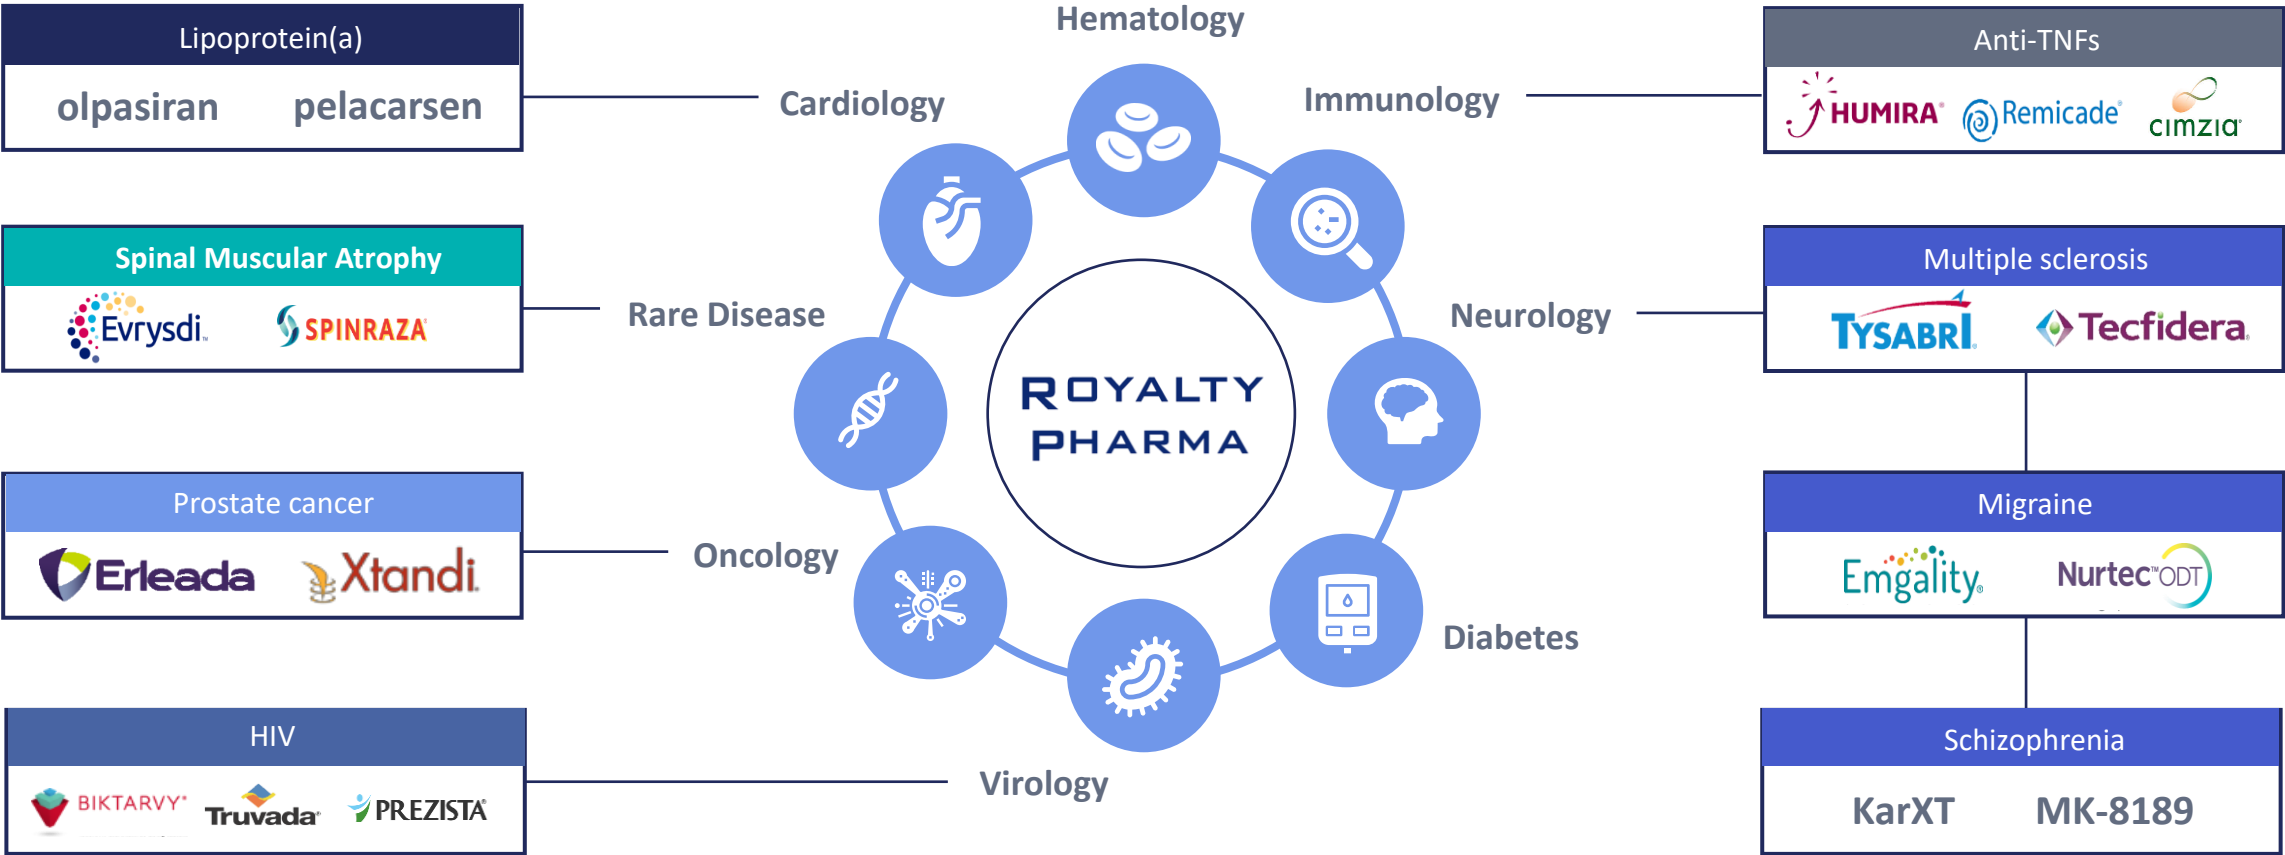 Hematology
Lipoprotein(a)
olpasiran pelacarsen
Cardiology
Immunology
Anti-TNFs
HUMIRA® Remicade® cimzia®
Spinal Muscular Atrophy
Evrysdi™ SPINRAZA®
Rare Disease
Neurology
Multiple sclerosis
TYSABRI® Tecfidera®
ROYALTY
PHARMA
Prostate cancer
Erleada Xtandi®
Oncology
Migraine
Emgality® Nurtec™ ODT
Diabetes
HIV
BIKTARVY® Truvada® PREZISTA®
Virology
Schizophrenia
KarXT MK-8189